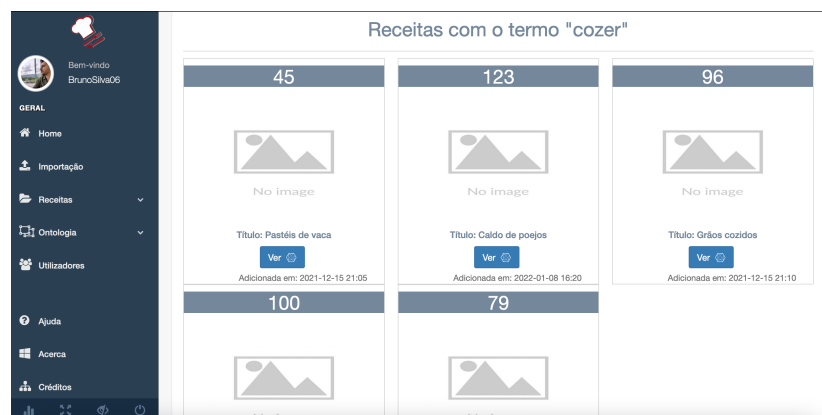 Receitas com o termo "cozer"
Bem-vindo
BrunoSilva06
GERAL
Home
Importação
Receitas
Ontologia
Utilizadores
Ajuda
Acerca
Créditos
45
No image
Título: Pastéis de vaca
Ver
Adicionada em: 2021-12-15 21:05
123
No image
Título: Caldo de poejos
Ver
Adicionada em: 2022-01-08 16:20
96
No image
Título: Grãos cozidos
Ver
Adicionada em: 2021-12-15 21:10
100
79